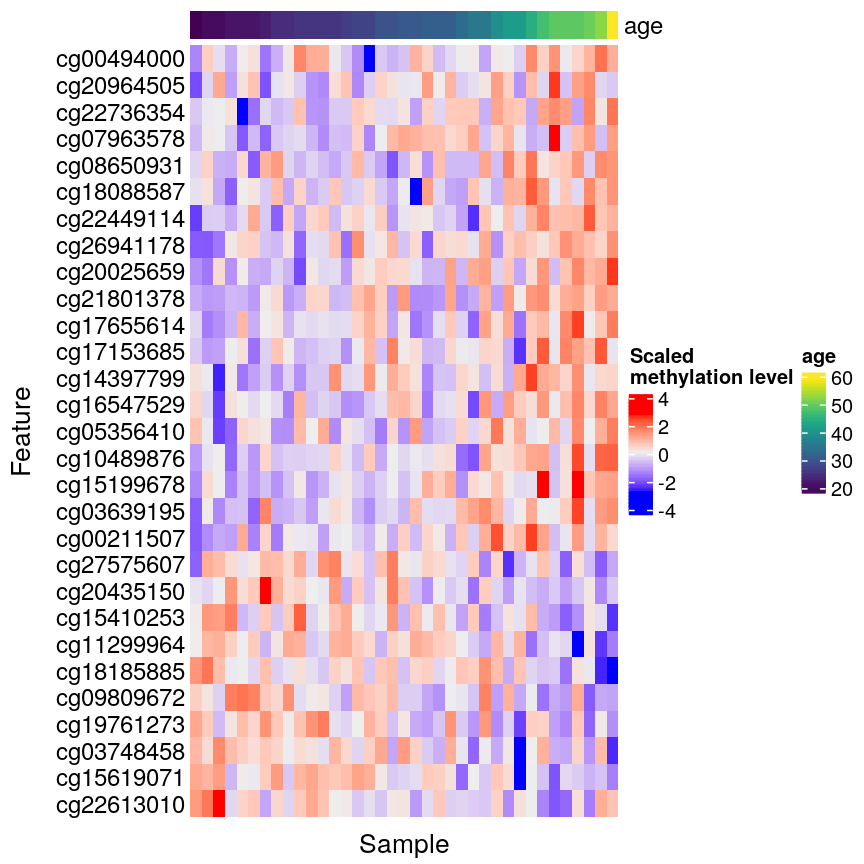 age
cg00494000
cg20964505
cg22736354
cg07963578
cg08650931
cg18088587
cg22449114
cg26941178
cg20025659
cg21801378
cg17655614
cg17153685
cg14397799
cg16547529
cg05356410
cg10489876
cg15199678
cg03639195
cg00211507
cg27575607
cg20435150
cg15410253
cg11299964
cg18185885
cg09809672
cg19761273
cg03748458
cg15619071
cg22613010
Feature
Sample
Scaled
methylation level
4
2
0
-2
-4
age
60
50
40
30
20